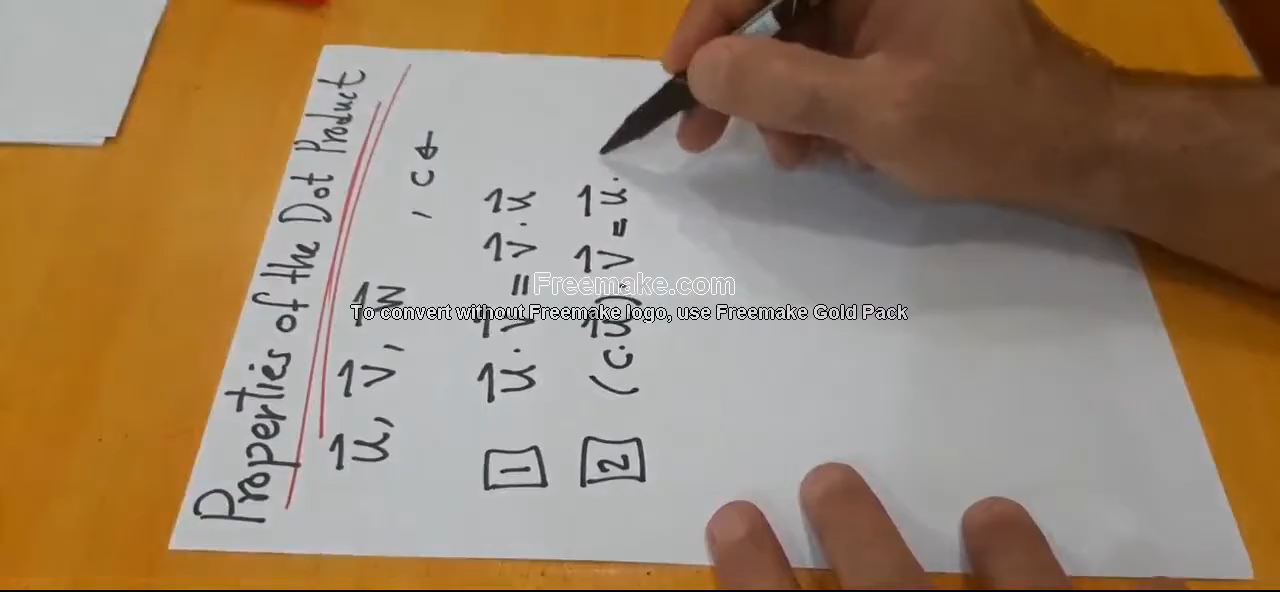 Properties of the Dot Product
u⃗, v⃗, w⃗ , c ←
1 u⃗ · v⃗ = v⃗ · u⃗
2 (c · u⃗) · v⃗ = u⃗ ·
Freemake.com
To convert without Freemake logo, use Freemake Gold Pack